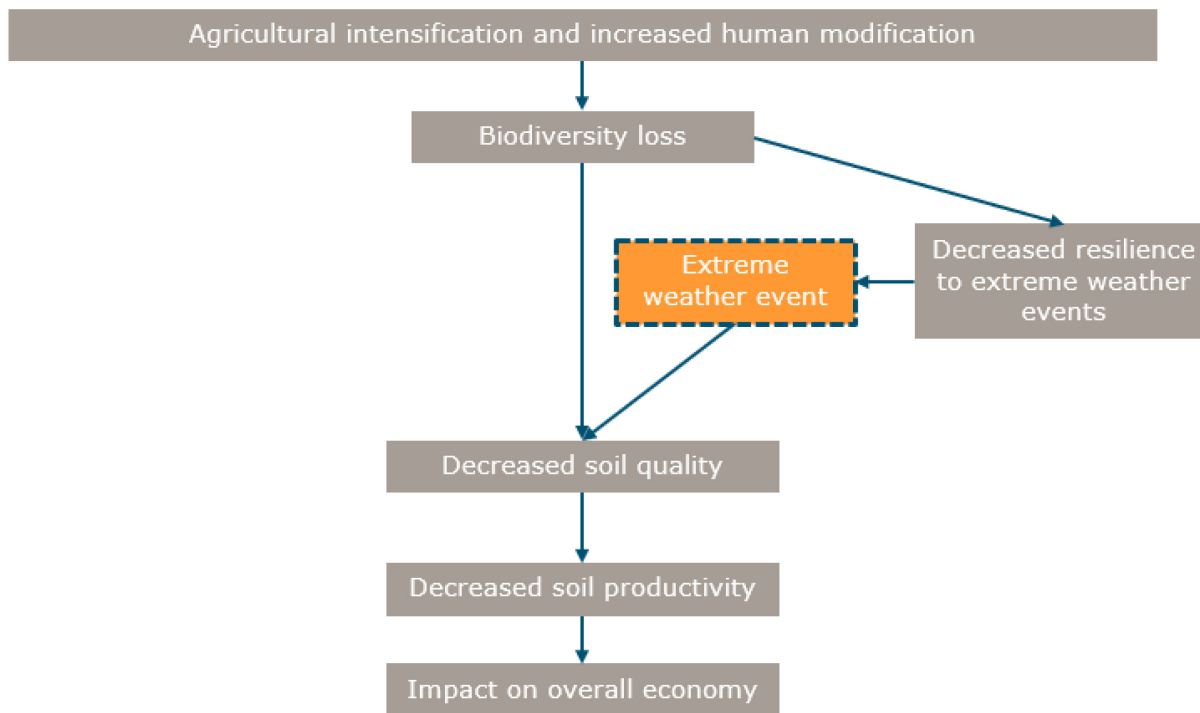 Agricultural intensification and increased human modification
Biodiversity loss
Extreme
weather event
Decreased resilience
to extreme weather
events
Decreased soil quality
Decreased soil productivity
Impact on overall economy